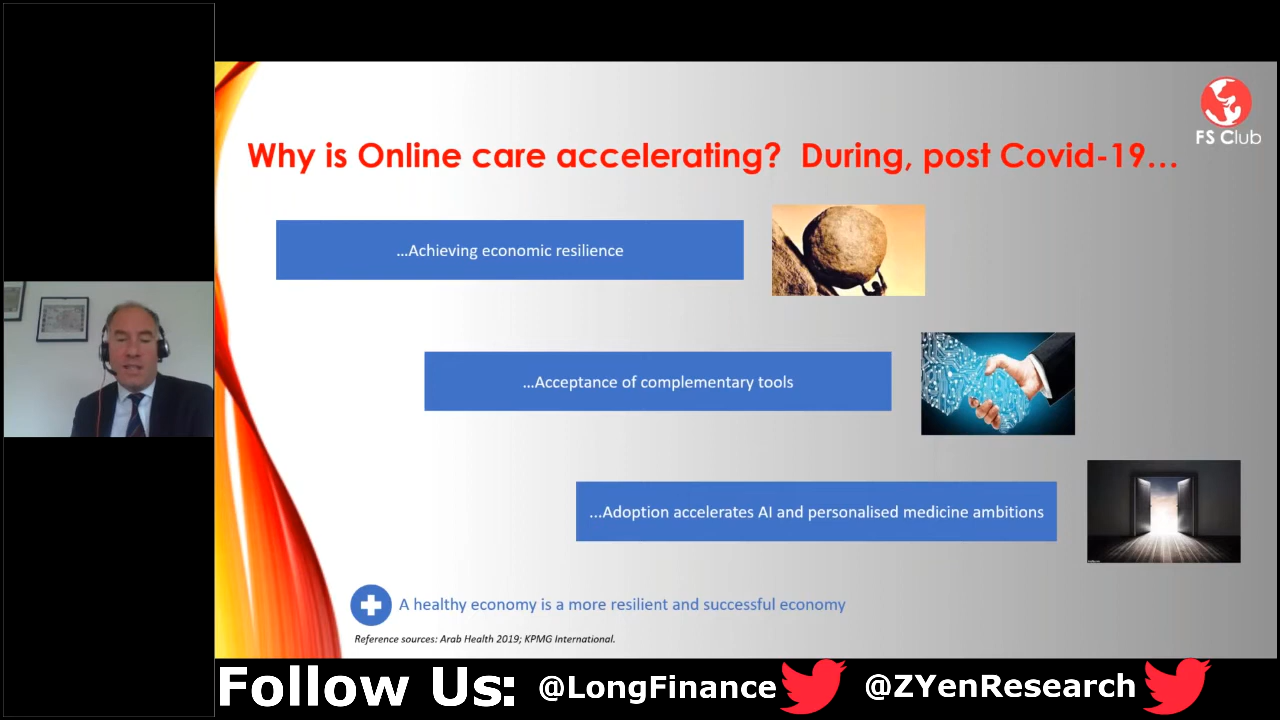 FS Club
Why is Online care accelerating? During, post Covid-19...
...Achieving economic resilience
...Acceptance of complementary tools
...Adoption accelerates AI and personalised medicine ambitions
A healthy economy is a more resilient and successful economy
Reference sources: Arab Health 2019; KPMG International.
Follow Us: @LongFinance @ZYenResearch